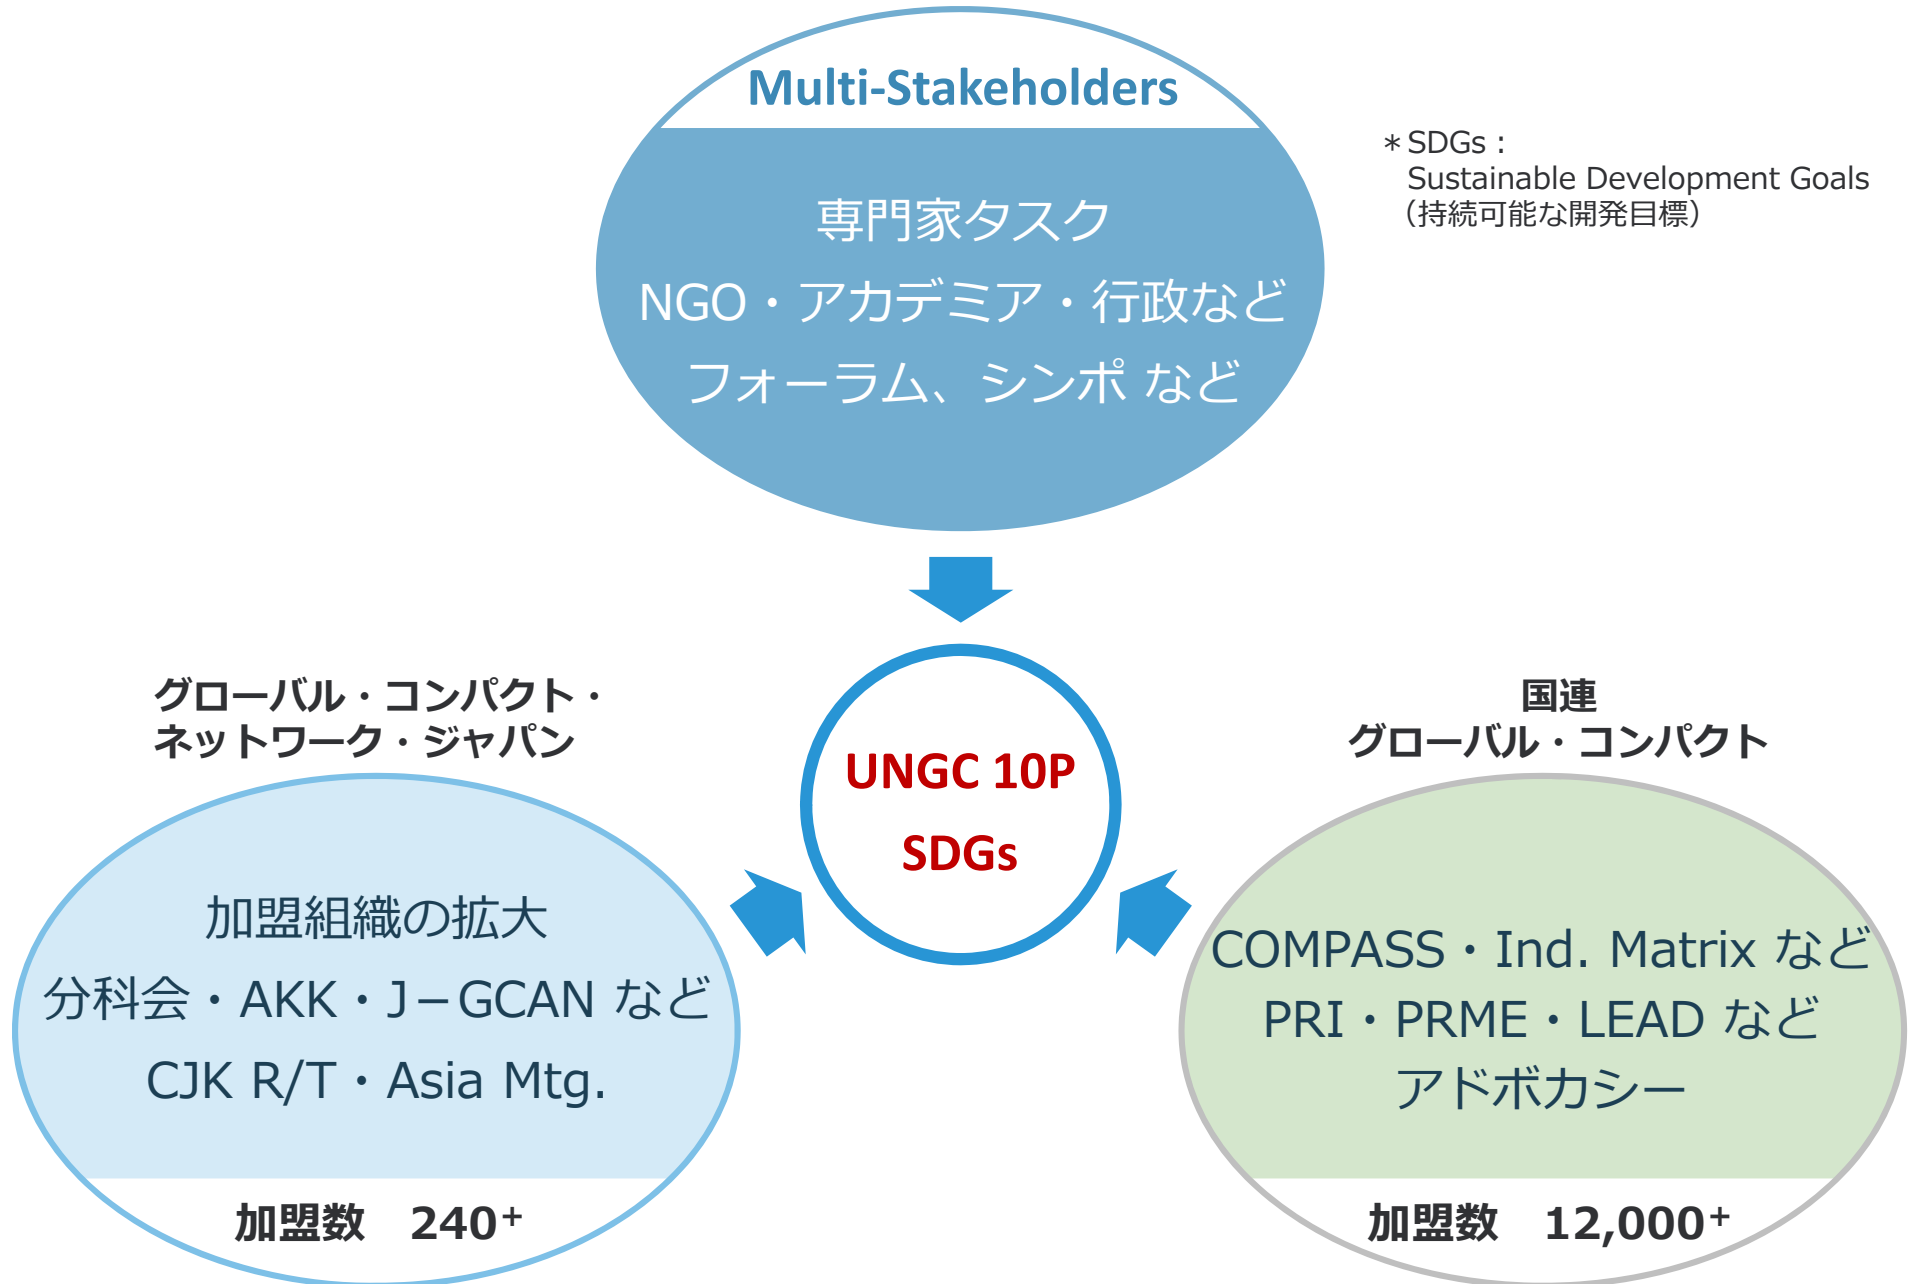 Multi-Stakeholders
専門家タスク
NGO・アカデミア・行政など
フォーラム、シンポ など
＊SDGs：
Sustainable Development Goals
（持続可能な開発目標）
グローバル・コンパクト・
ネットワーク・ジャパン
加盟組織の拡大
分科会・AKK・J－GCAN など
CJK R/T・Asia Mtg.
加盟数　240⁺
UNGC 10P
SDGs
国連
グローバル・コンパクト
COMPASS・Ind. Matrix など
PRI・PRME・LEAD など
アドボカシー
加盟数　12,000⁺